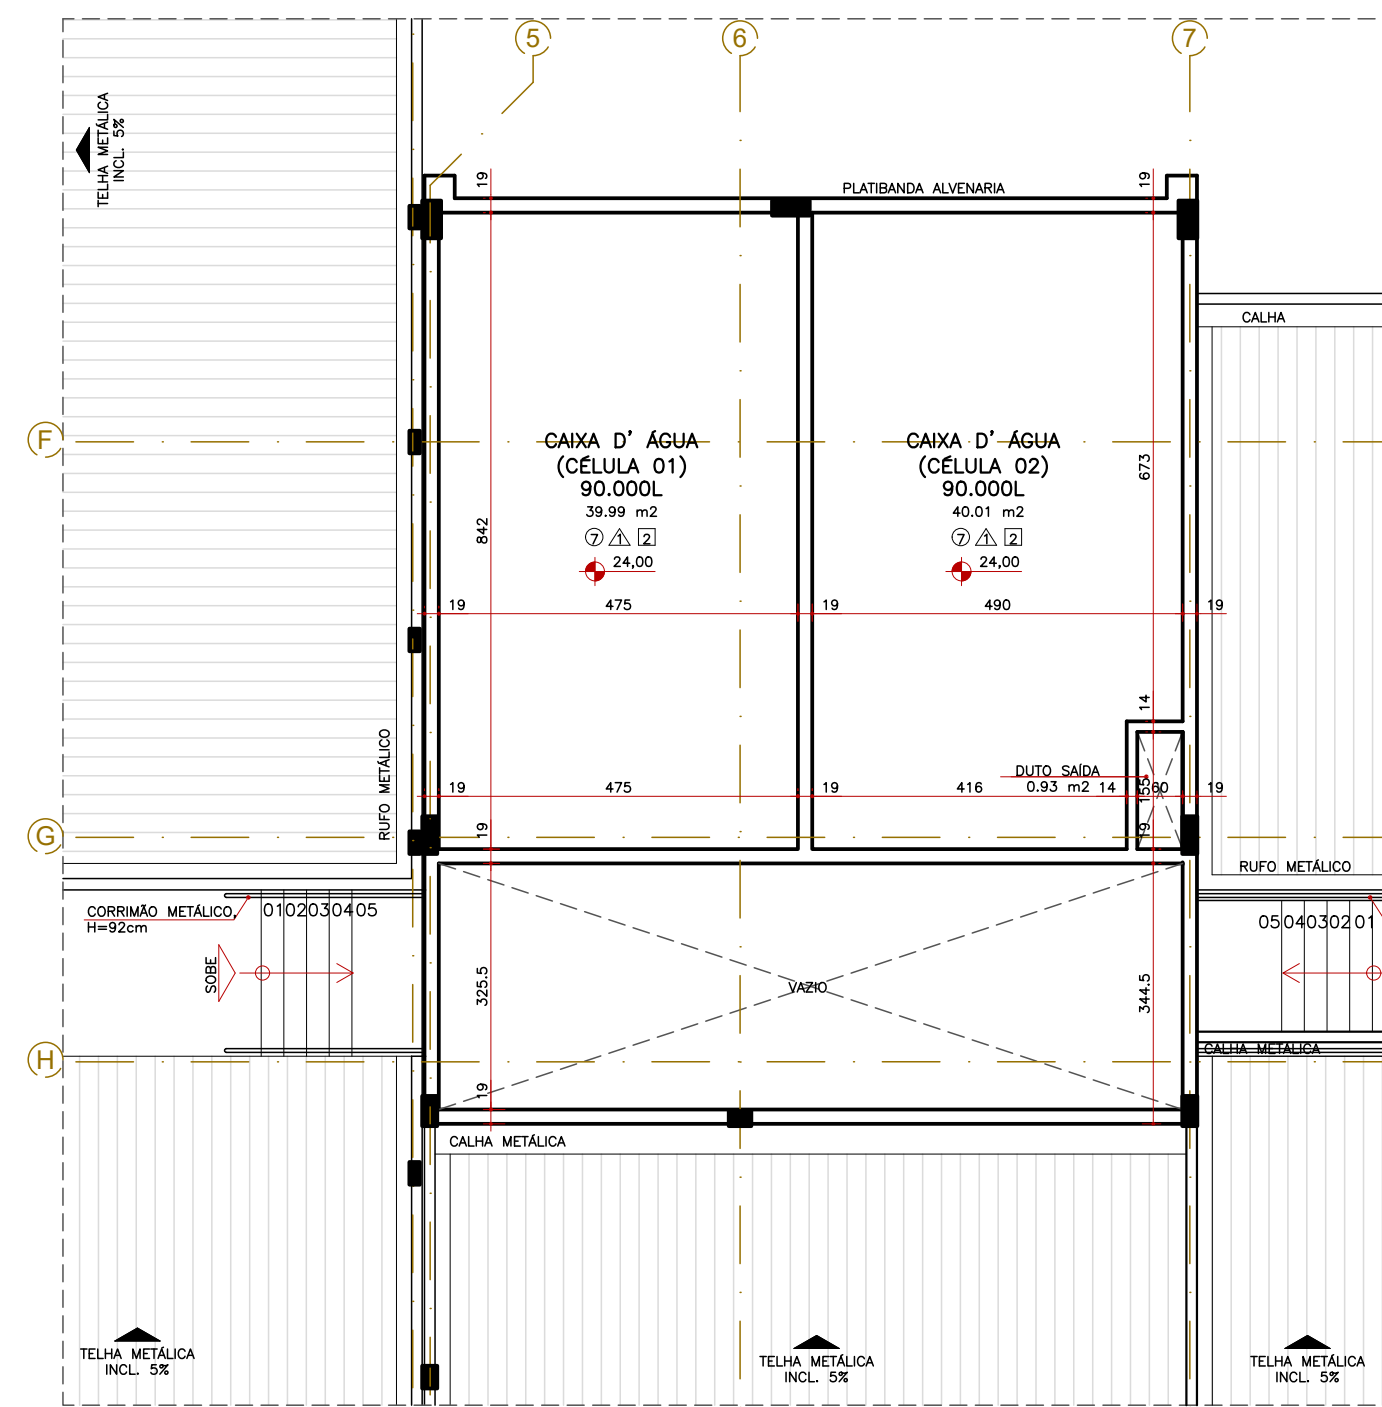 5
6
7
TELHA METÁLICA
INCL. 5%
19
PLATIBANDA ALVENARIA
19
CALHA
F
CAIXA D' ÁGUA
(CÉLULA 01)
90.000L
39.99 m2
7 1 2
24,00
CAIXA D' ÁGUA
(CÉLULA 02)
90.000L
40.01 m2
7 1 2
24,00
673
842
19 475 19 490 19
14
RUFO METÁLICO
DUTO SAÍDA
0.93 m2
19 475 19 416 14 60 19
155
G
19
19
RUFO METÁLICO
CORRIMÃO METÁLICO,
H=92cm
01 02 03 04 05
05 04 03 02 01
SOBE
325.5
VAZIO
344.5
H
CALHA METÁLICA
19
CALHA METÁLICA
TELHA METÁLICA
INCL. 5%
TELHA METÁLICA
INCL. 5%
TELHA METÁLICA
INCL. 5%